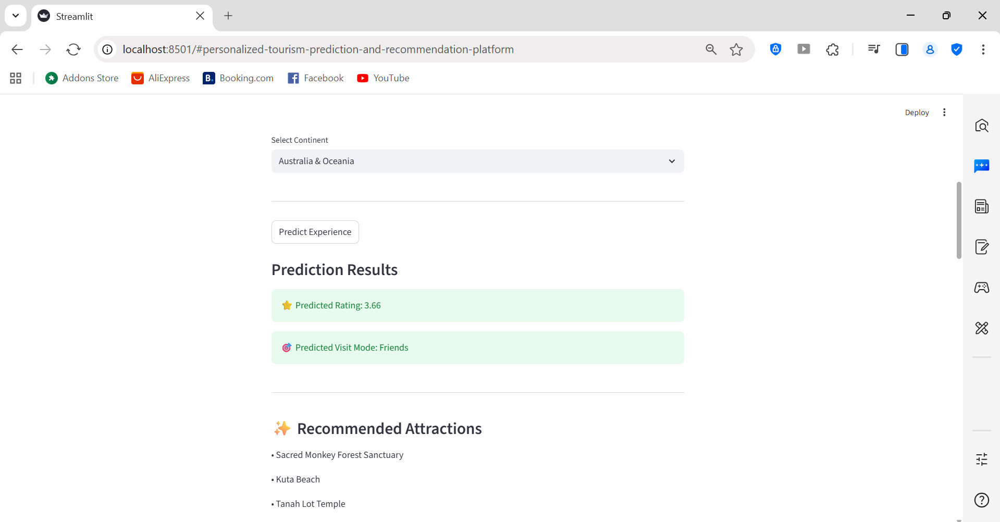 Streamlit
localhost:8501/#personalized-tourism-prediction-and-recommendation-platform
Addons Store
AliExpress
B. Booking.com
Facebook
YouTube
Deploy
Select Continent
Australia & Oceania
Predict Experience
Prediction Results
Predicted Rating: 3.66
Predicted Visit Mode: Friends
Recommended Attractions
• Sacred Monkey Forest Sanctuary
• Kuta Beach
• Tanah Lot Temple